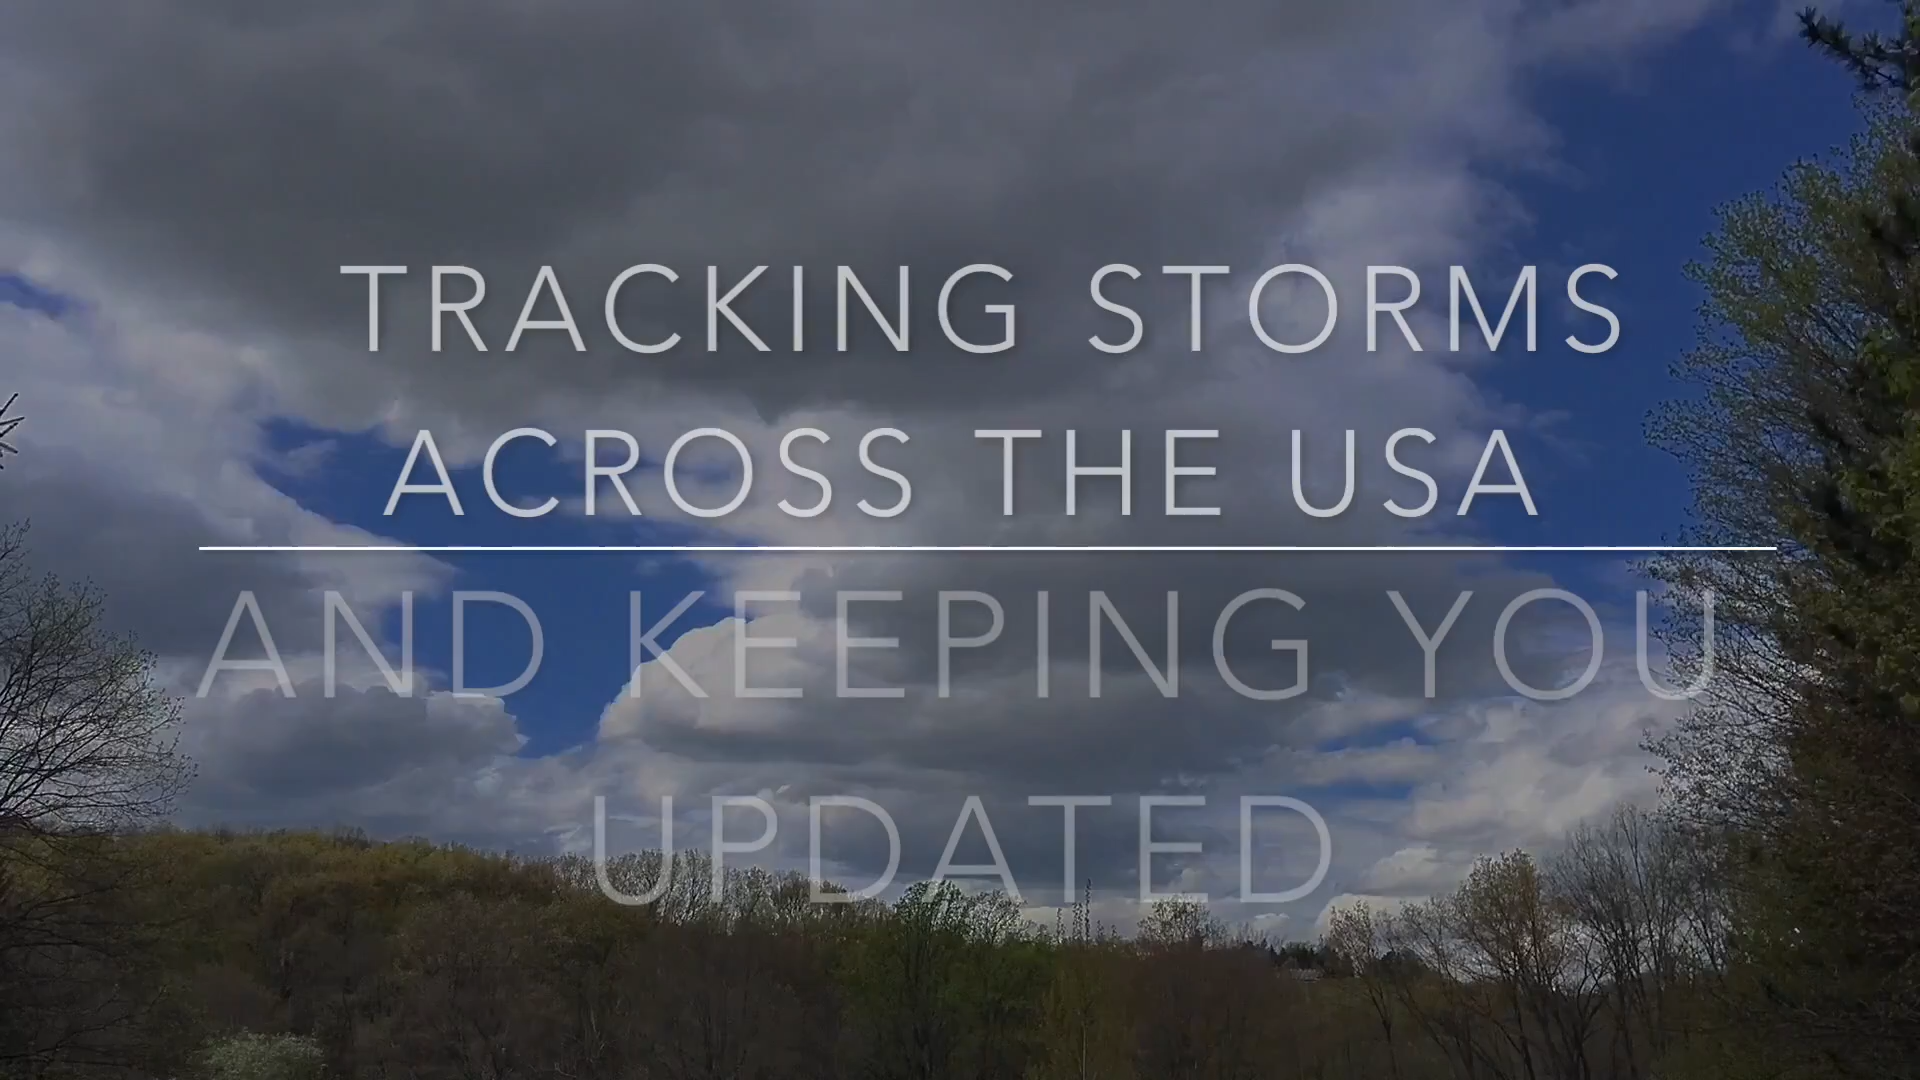 TRACKING STORMS
ACROSS THE USA
AND KEEPING YOU
UPDATED